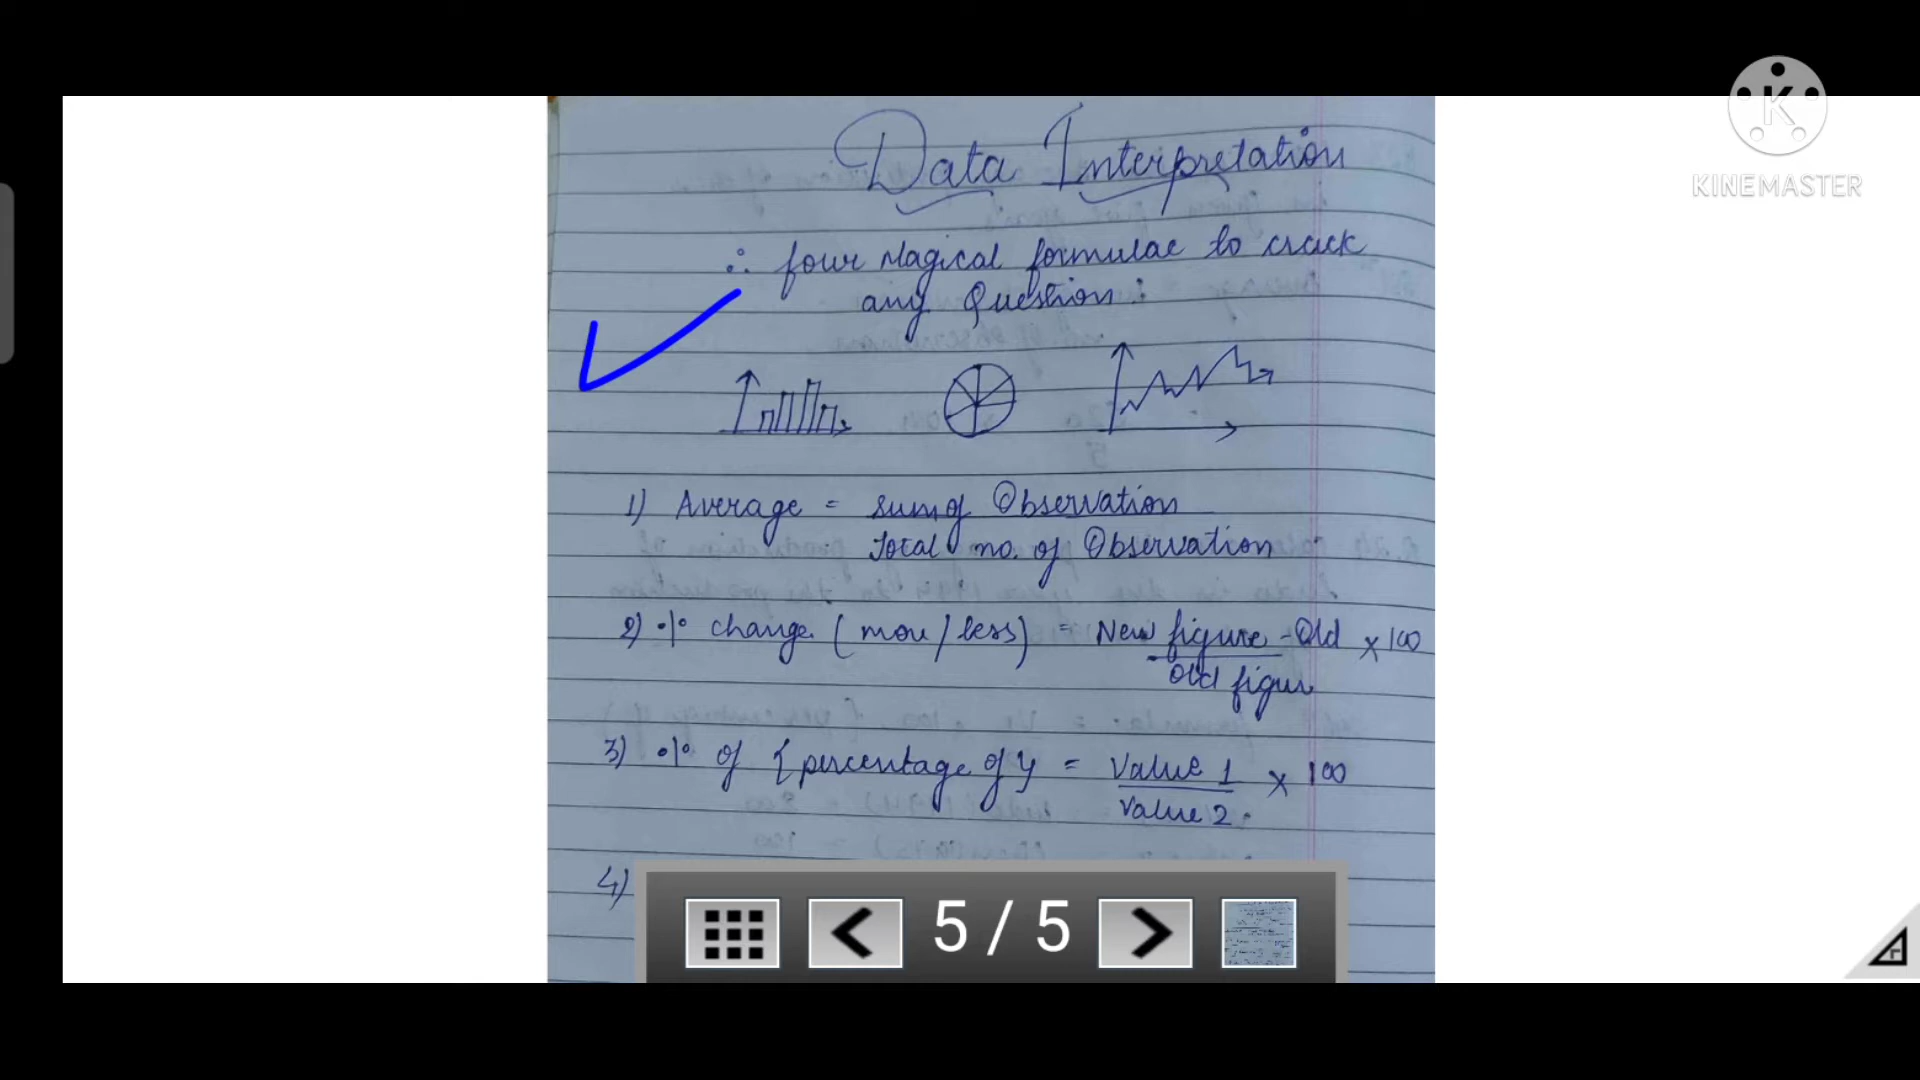 Data Interpretation
KINEMASTER
∴ four Magical formulae to crack
any Question :
1) Average = Sum of Observation
Total no. of Observation
2) % change (more/less) = New figure - Old × 100
Old figur
3) % of {percentage of} = Value 1 × 100
Value 2.
4)
5 / 5